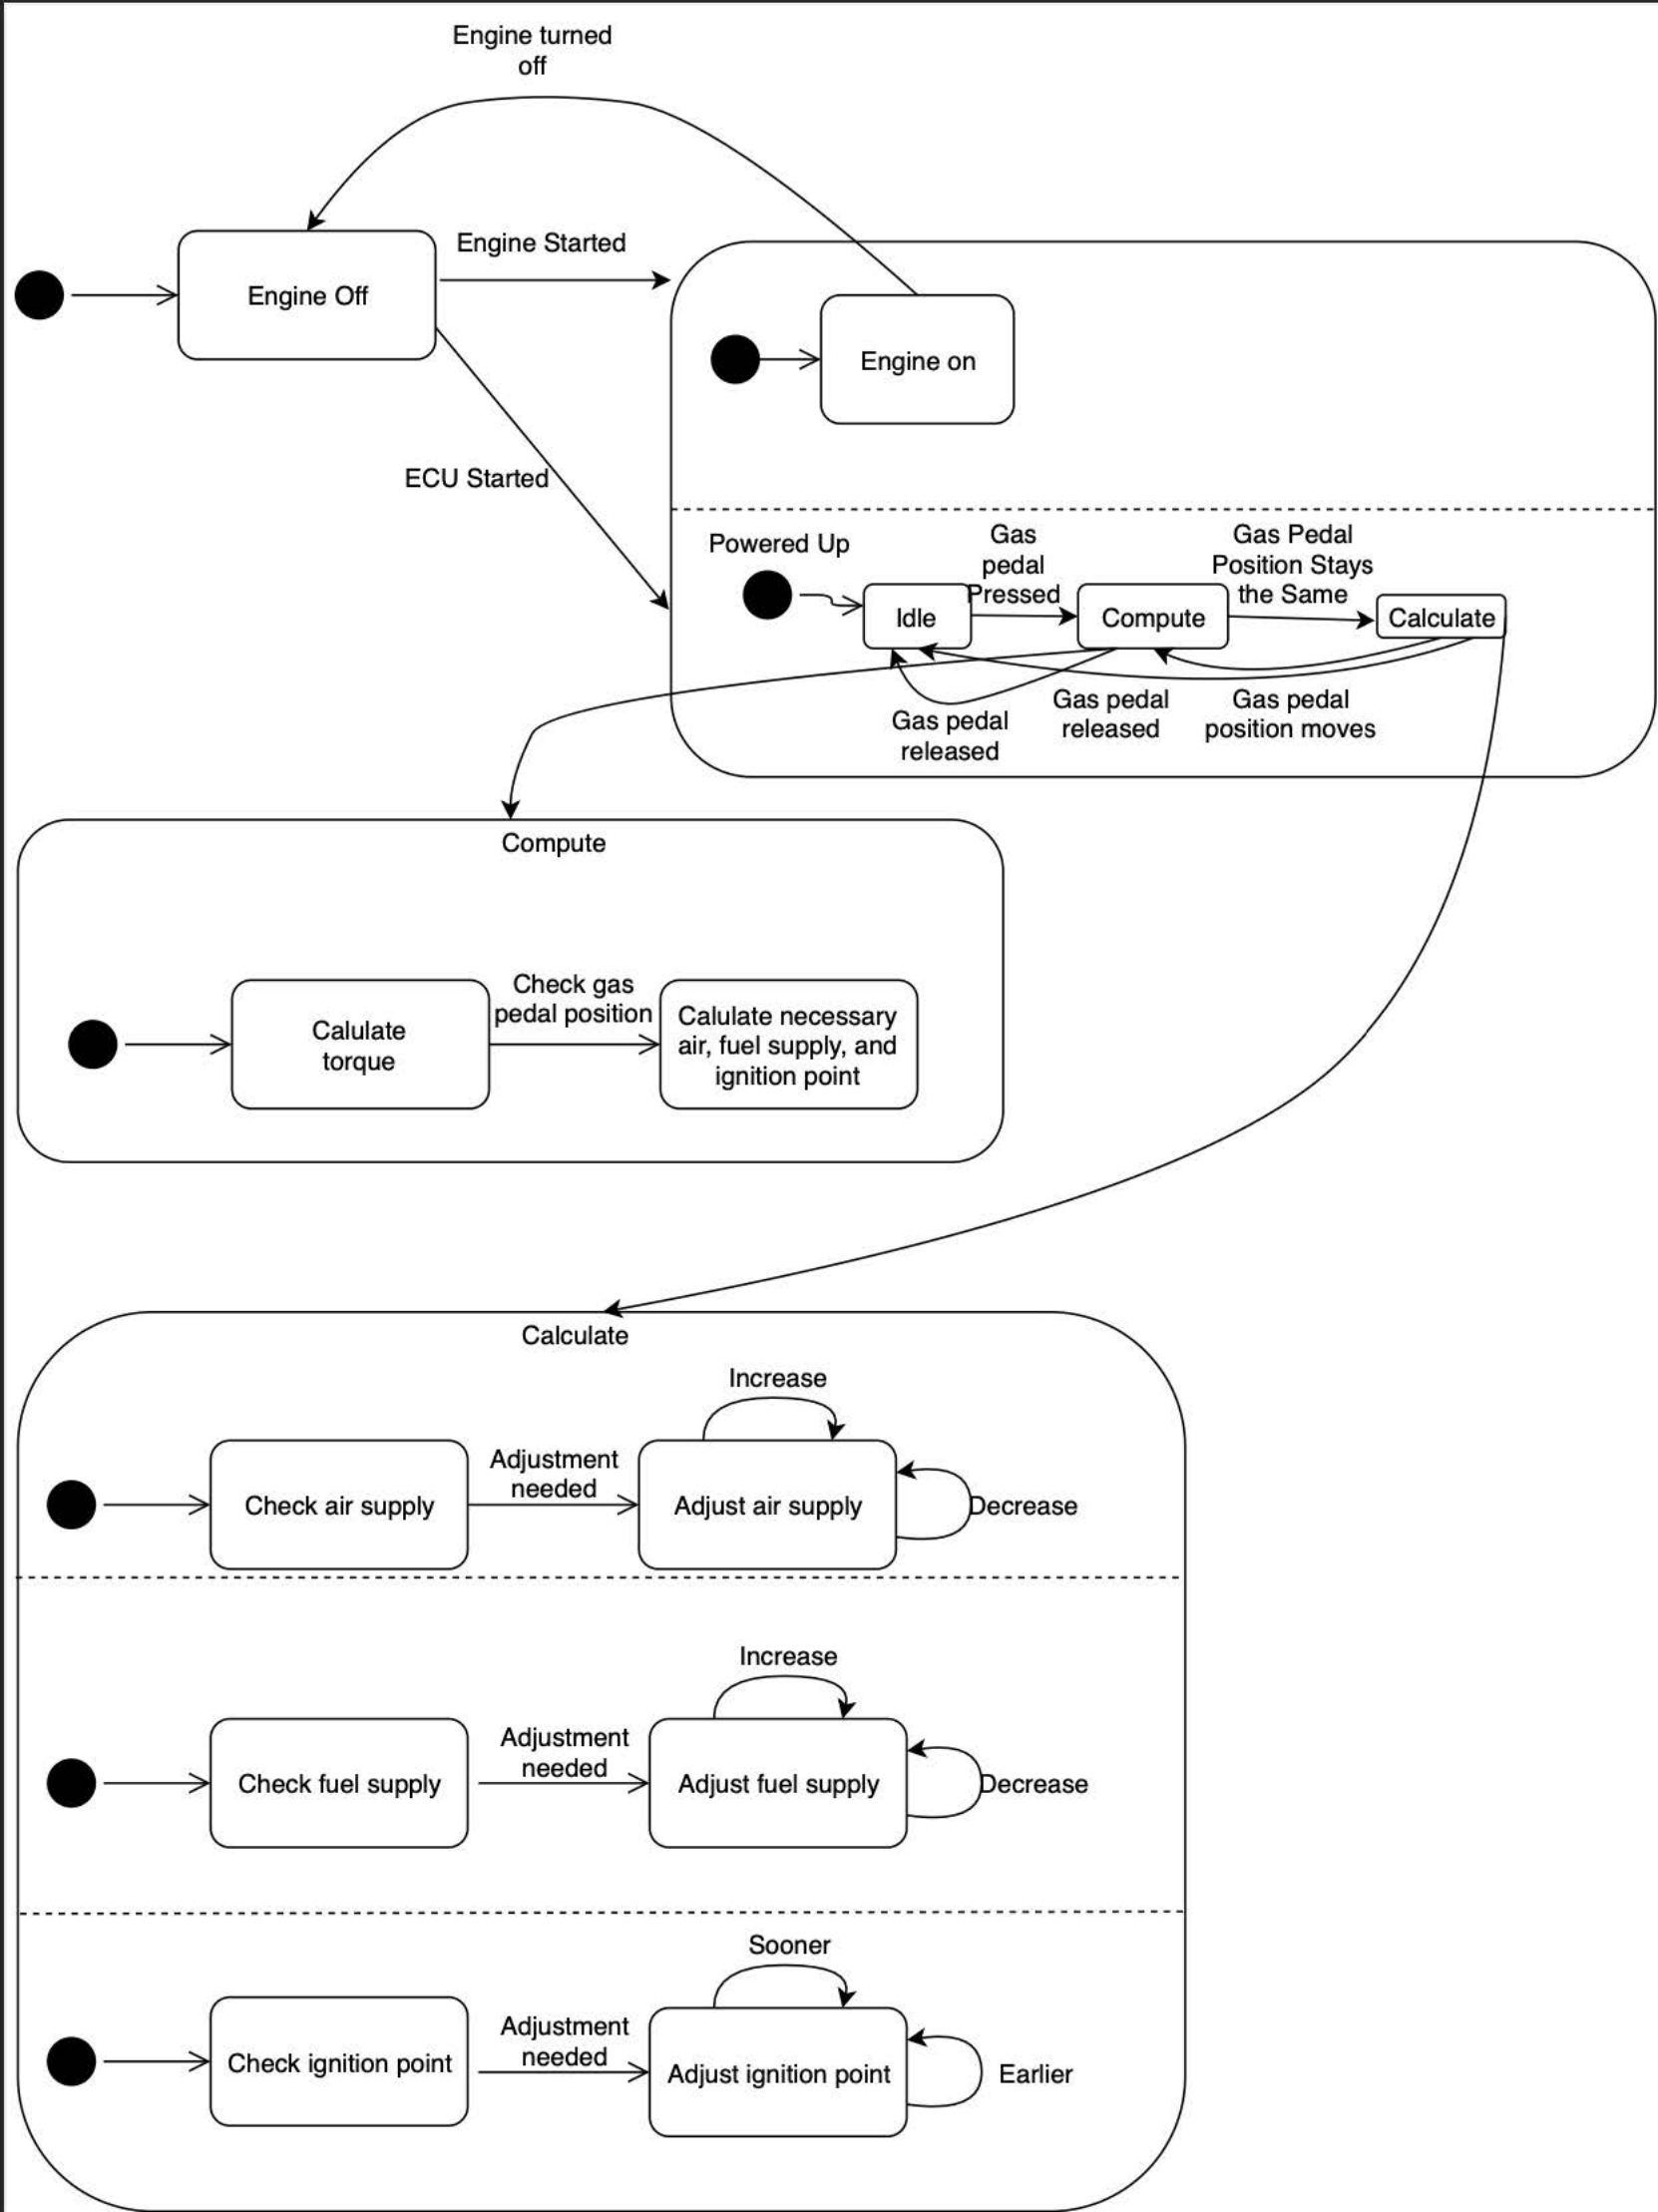 Engine turned
off
Engine Started
Engine Off
Engine on
ECU Started
Powered Up
Gas
pedal
Pressed
Gas Pedal
Position Stays
the Same
Idle
Compute
Calculate
Gas pedal
released
Gas pedal
released
Gas pedal
position moves
Compute
Calulate
torque
Check gas
pedal position
Calulate necessary
air, fuel supply, and
ignition point
Calculate
Increase
Check air supply
Adjustment
needed
Adjust air supply
Decrease
Increase
Check fuel supply
Adjustment
needed
Adjust fuel supply
Decrease
Sooner
Check ignition point
Adjustment
needed
Adjust ignition point
Earlier